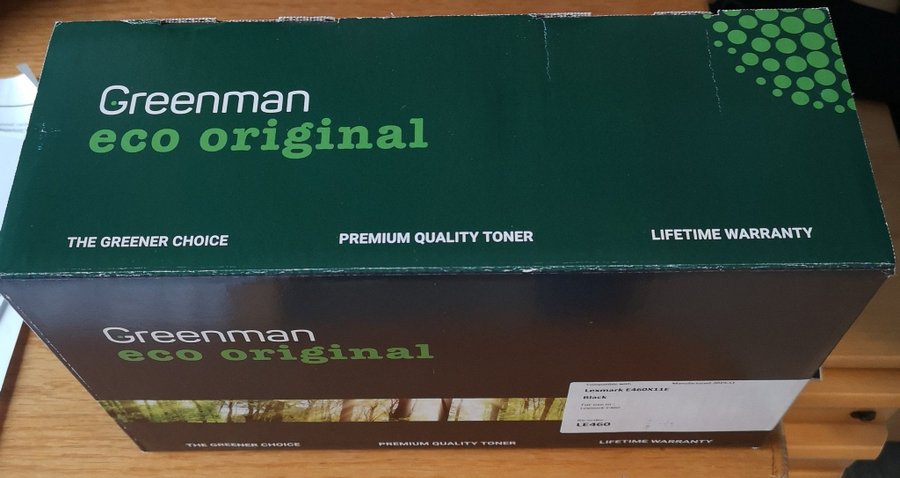 Greenman
eco original
THE GREENER CHOICE
PREMIUM QUALITY TONER
LIFETIME WARRANTY
Greenman
eco original
Lexmark E460X11E
Black
LE460
THE GREENER CHOICE
PREMIUM QUALITY TONER
LIFETIME WARRANTY